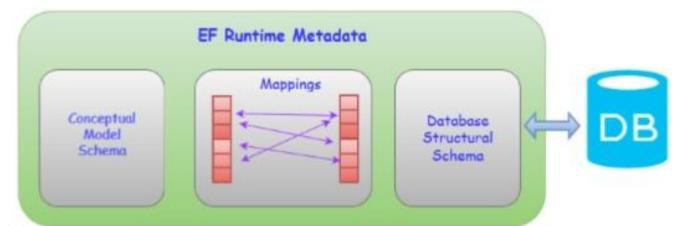 EF Runtime Metadata
Conceptual
Model
Schema
Mappings
Database
Structural
Schema
DB